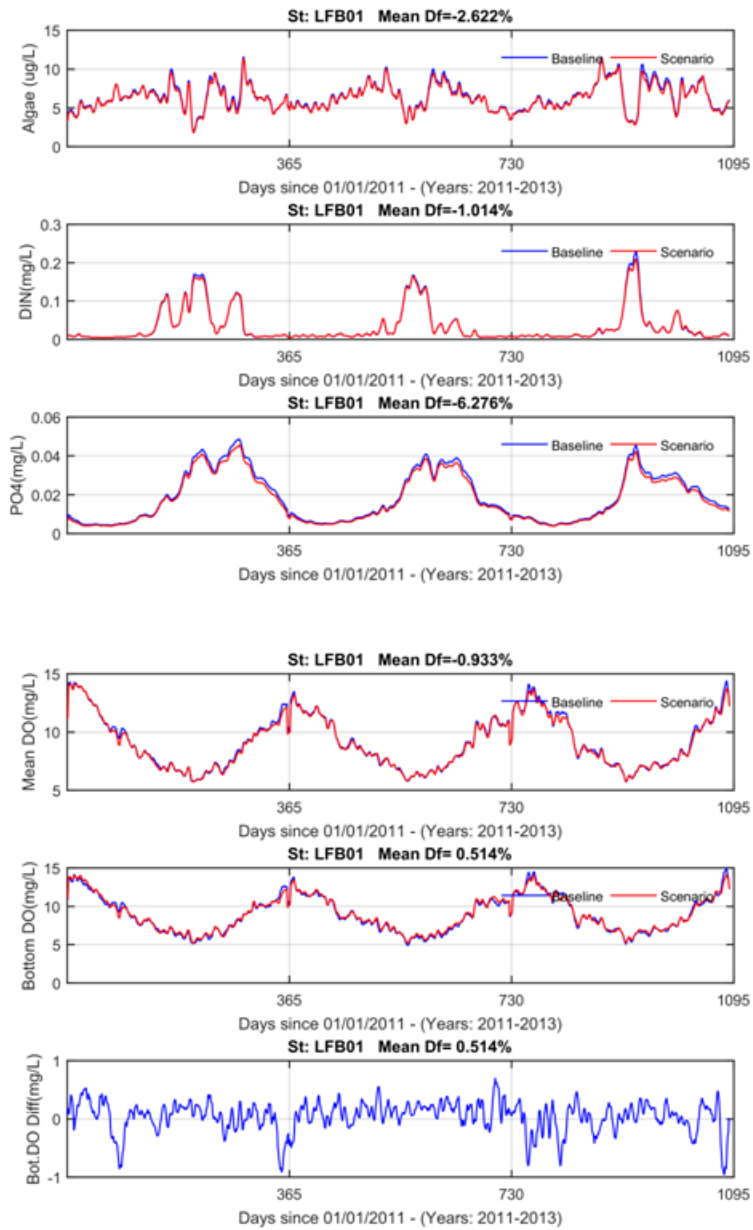 St: LFB01 Mean Df=-2.622%
15
10
5
0
Algae (ug/L)
Baseline Scenario
365 730 1095
Days since 01/01/2011 - (Years: 2011-2013)
St: LFB01 Mean Df=-1.014%
0.3
0.2
0.1
0
DIN(mg/L)
Baseline Scenario
365 730 1095
Days since 01/01/2011 - (Years: 2011-2013)
St: LFB01 Mean Df=-6.276%
0.06
0.04
0.02
0
PO4(mg/L)
Baseline Scenario
365 730 1095
Days since 01/01/2011 - (Years: 2011-2013)
St: LFB01 Mean Df=-0.933%
15
10
5
Mean DO(mg/L)
Baseline Scenario
365 730 1095
Days since 01/01/2011 - (Years: 2011-2013)
St: LFB01 Mean Df= 0.514%
15
10
5
0
Bottom DO(mg/L)
Baseline Scenario
365 730 1095
Days since 01/01/2011 - (Years: 2011-2013)
St: LFB01 Mean Df= 0.514%
1
0
-1
Bot.DO Diff(mg/L)
365 730 1095
Days since 01/01/2011 - (Years: 2011-2013)